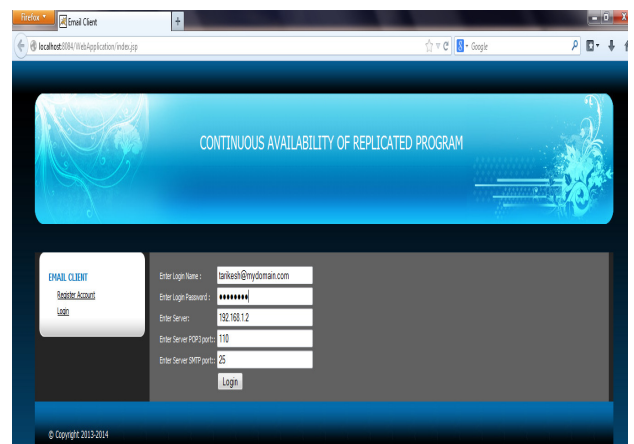 Firefox
Email Client
+
localhost:8084/WebApplication/index.jsp
Google
CONTINUOUS AVAILABILITY OF REPLICATED PROGRAM
EMAIL CLIENT
Register Account
Login
Enter Login Name :
tarikesh@mydomain.com
Enter Login Password :
••••••••
Enter Server:
192.168.1.2
Enter Server POP3 port::
110
Enter Server SMTP port::
25
Login
© Copyright 2013-2014